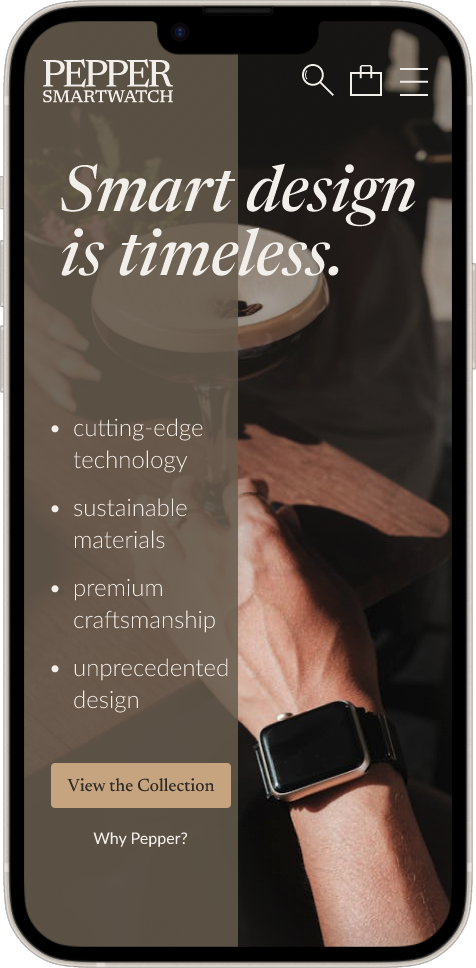 PEPPER
SMARTWATCH
Smart design
is timeless.
• cutting-edge
technology
• sustainable
materials
• premium
craftsmanship
• unprecedented
design
View the Collection
Why Pepper?